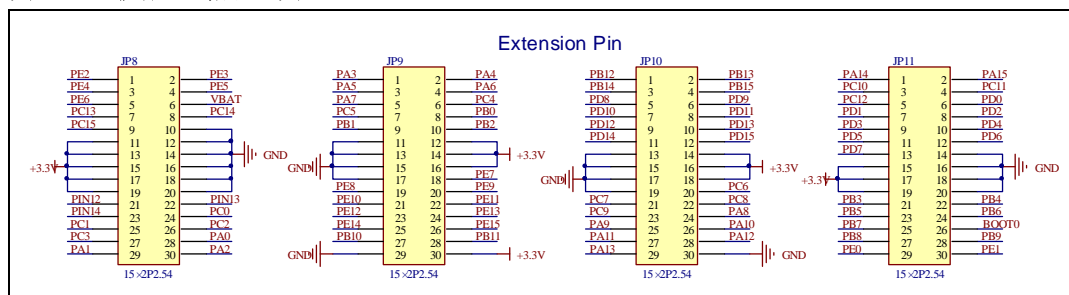 Extension Pin
JP8
PE2 1 2 PE3
PE4 3 4 PE5
PE6 5 6 VBAT
PC13 7 8 PC14
PC15 9 10
11 12
13 14 GND
+3.3V 15 16
17 18
19 20
PIN12 21 22 PIN13
PIN14 23 24 PC0
PC1 25 26 PC2
PC3 27 28 PA0
PA1 29 30 PA2
15×2P2.54
JP9
PA3 1 2 PA4
PA5 3 4 PA6
PA7 5 6 PC4
PC5 7 8 PB0
PB1 9 10 PB2
11 12
13 14 +3.3V
GND 15 16
17 18 PE7
PE8 19 20 PE9
PE10 21 22 PE11
PE12 23 24 PE13
PE14 25 26 PE15
PB10 27 28 PB11
GND 29 30 +3.3V
15×2P2.54
JP10
PB12 1 2 PB13
PB14 3 4 PB15
PD8 5 6 PD9
PD10 7 8 PD11
PD12 9 10 PD13
PD14 11 12 PD15
13 14
15 16 +3.3V
GND 17 18
19 20 PC6
PC7 21 22 PC8
PC9 23 24 PA8
PA9 25 26 PA10
PA11 27 28 PA12
PA13 29 30 GND
15×2P2.54
JP11
PA14 1 2 PA15
PC10 3 4 PC11
PC12 5 6 PD0
PD1 7 8 PD2
PD3 9 10 PD4
PD5 11 12 PD6
PD7 13 14
15 16 GND
+3.3V 17 18
19 20
PB3 21 22 PB4
PB5 23 24 PB6
PB7 25 26 BOOT0
PB8 27 28 PB9
PE0 29 30 PE1
15×2P2.54